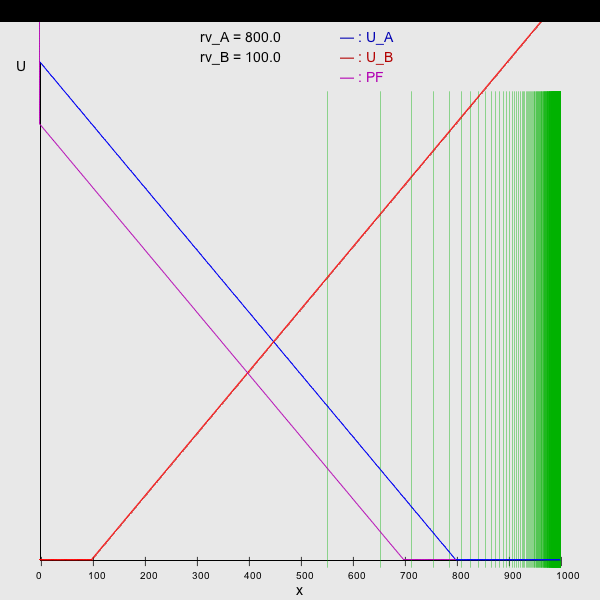 rv_A = 800.0 — : U_A
rv_B = 100.0 — : U_B
— : PF
U
0 100 200 300 400 500 600 700 800 900 1000
x